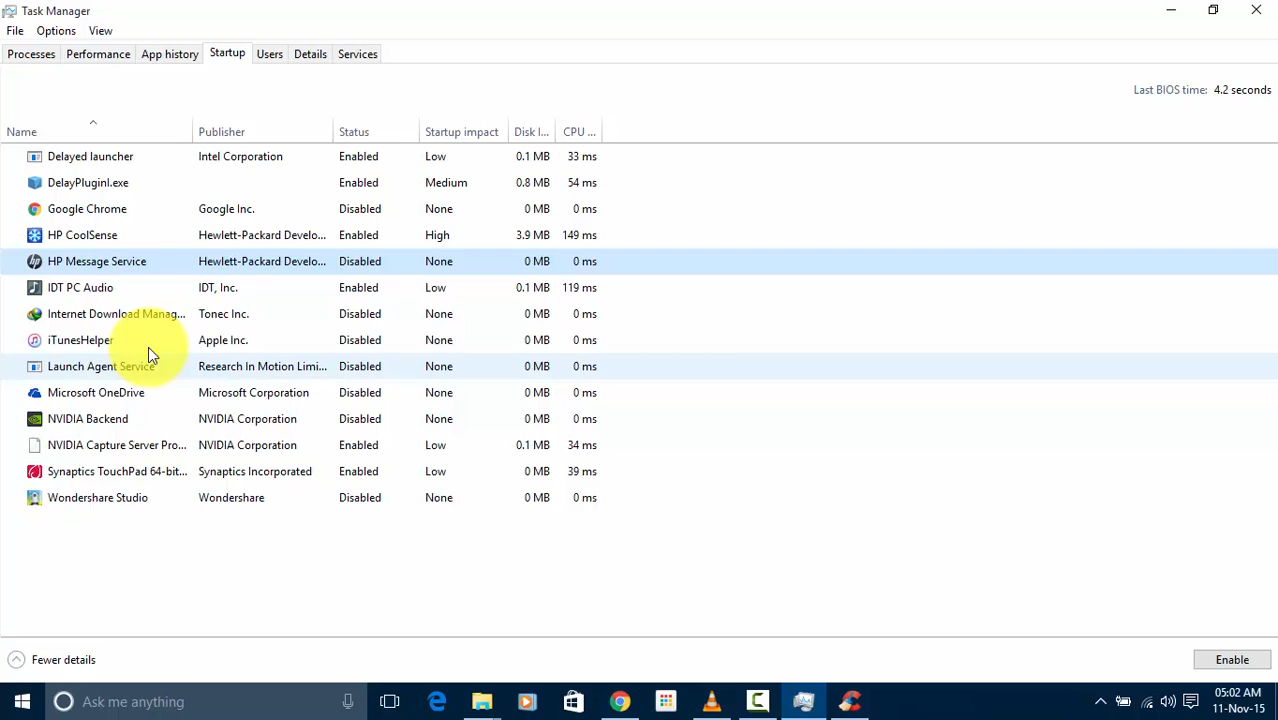 Task Manager
File Options View
Processes Performance App history Startup Users Details Services
Last BIOS time: 4.2 seconds
Name Publisher Status Startup impact Disk I... CPU ...
Delayed launcher Intel Corporation Enabled Low 0.1 MB 33 ms
DelayPluginI.exe Enabled Medium 0.8 MB 54 ms
Google Chrome Google Inc. Disabled None 0 MB 0 ms
HP CoolSense Hewlett-Packard Develo... Enabled High 3.9 MB 149 ms
HP Message Service Hewlett-Packard Develo... Disabled None 0 MB 0 ms
IDT PC Audio IDT, Inc. Enabled Low 0.1 MB 119 ms
Internet Download Manag... Tonec Inc. Disabled None 0 MB 0 ms
iTunesHelper Apple Inc. Disabled None 0 MB 0 ms
Launch Agent Service Research In Motion Limi... Disabled None 0 MB 0 ms
Microsoft OneDrive Microsoft Corporation Disabled None 0 MB 0 ms
NVIDIA Backend NVIDIA Corporation Disabled None 0 MB 0 ms
NVIDIA Capture Server Pro... NVIDIA Corporation Enabled Low 0.1 MB 34 ms
Synaptics TouchPad 64-bit... Synaptics Incorporated Enabled Low 0 MB 39 ms
Wondershare Studio Wondershare Disabled None 0 MB 0 ms
Fewer details Enable
Ask me anything 05:02 AM
11-Nov-15